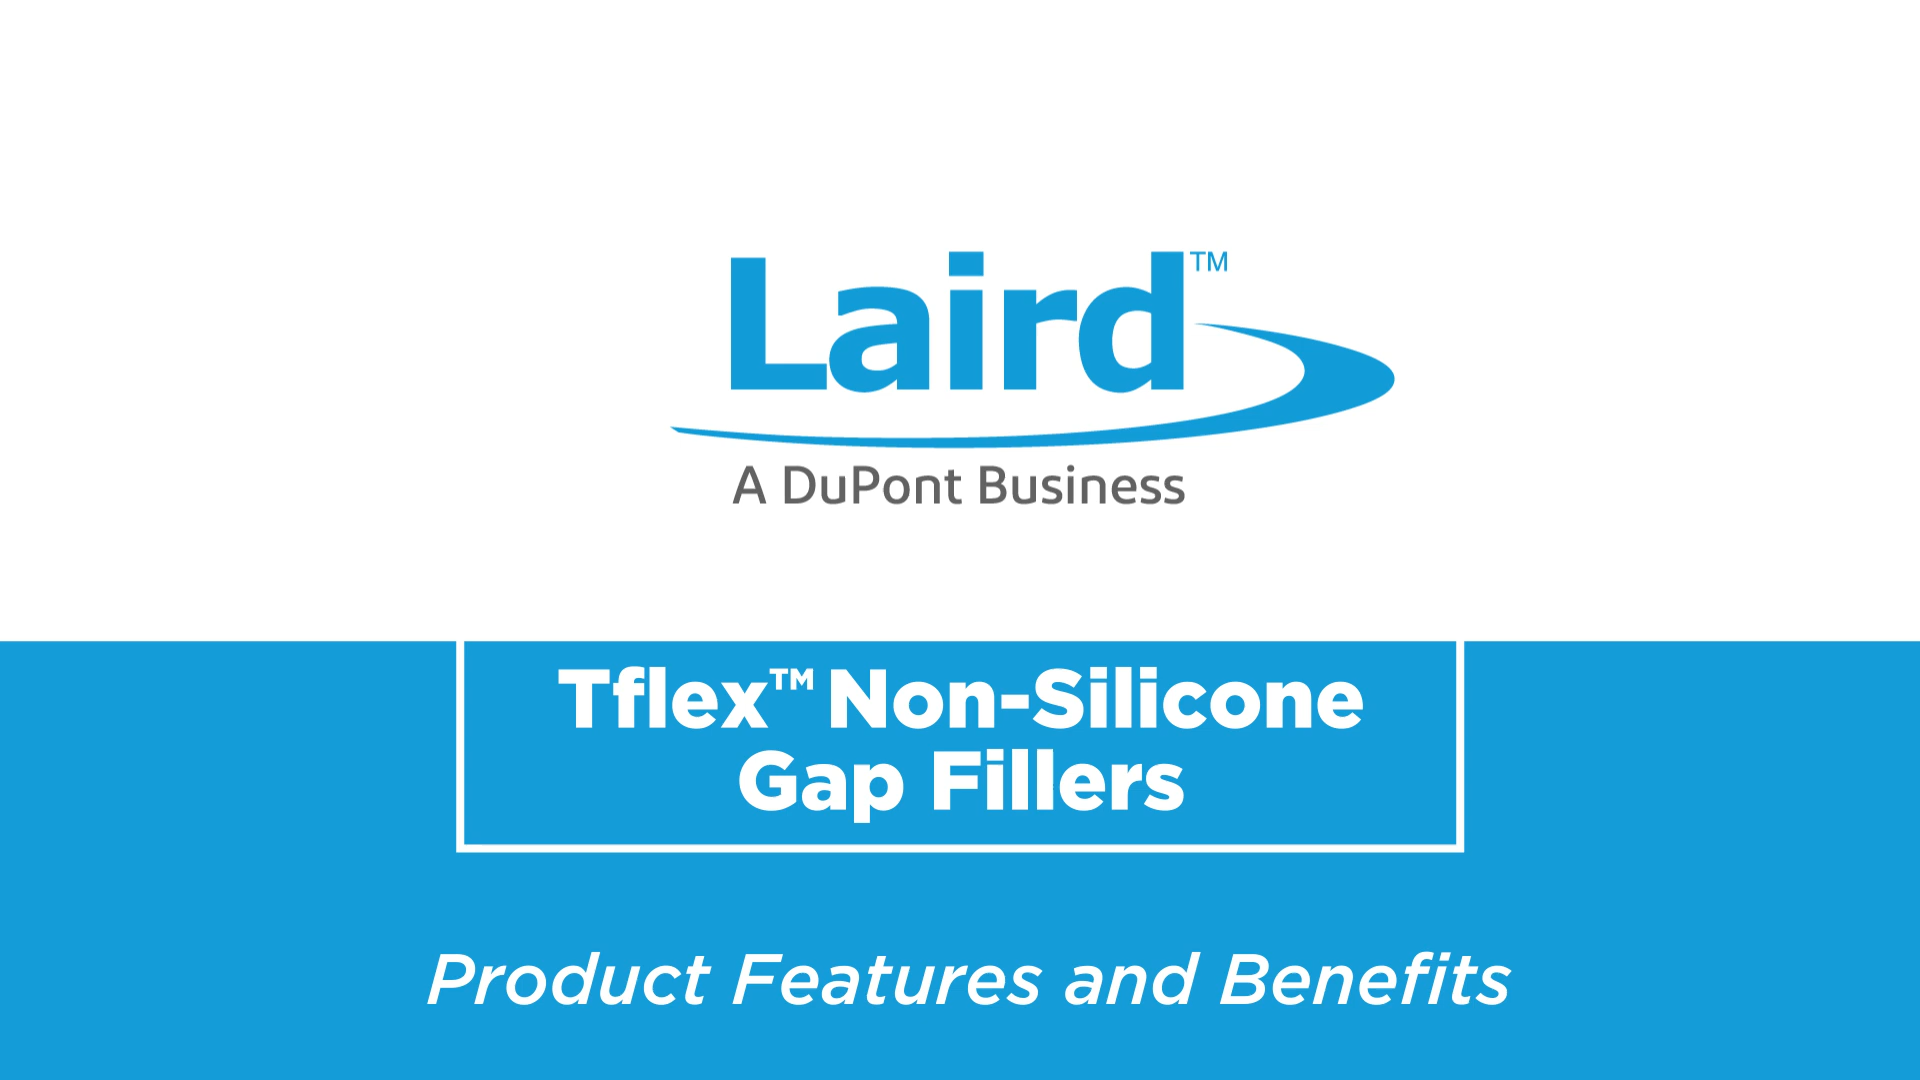 Laird™
A DuPont Business
Tflex™ Non-Silicone
Gap Fillers
Product Features and Benefits